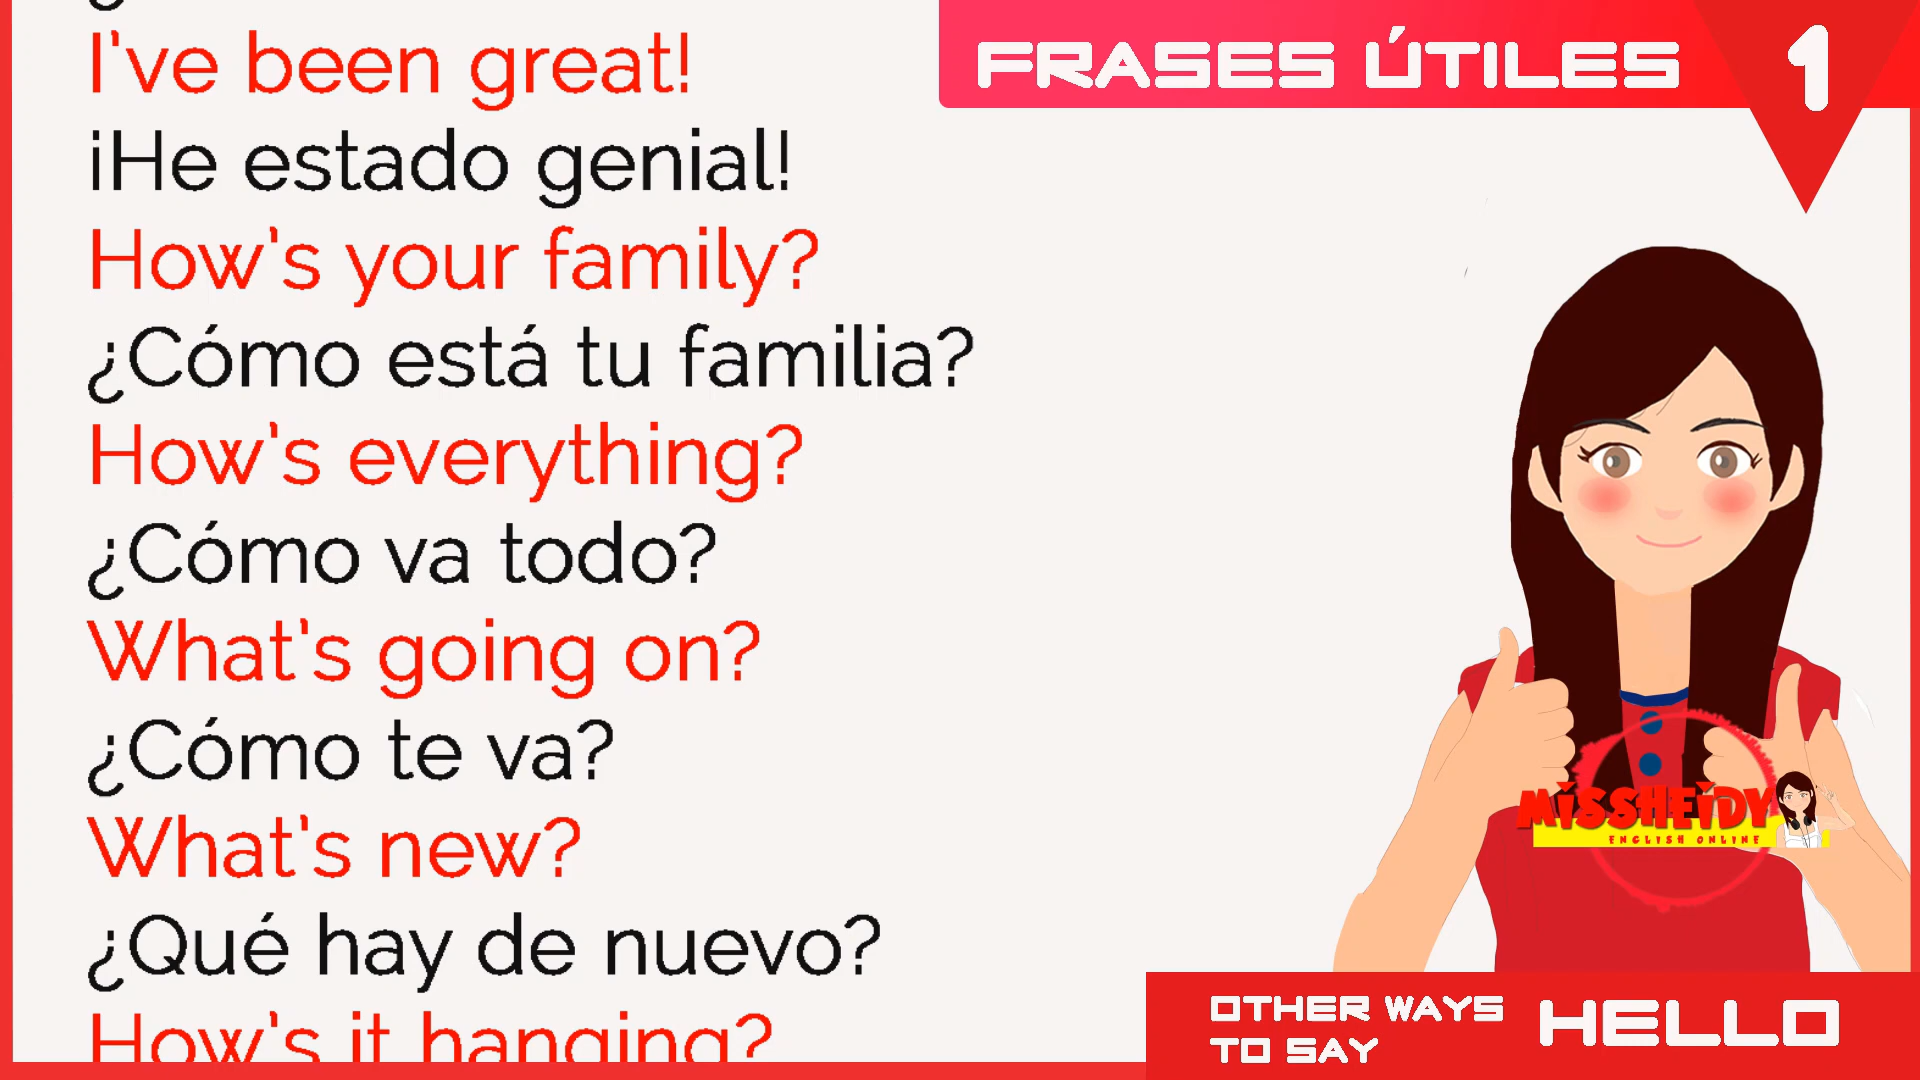 I've been great!
¡He estado genial!
How's your family?
¿Cómo está tu familia?
How's everything?
¿Cómo va todo?
What's going on?
¿Cómo te va?
What's new?
¿Qué hay de nuevo?
How's it hanging?
FRASES ÚTILES
1
MISSHEIDY
ENGLISH ONLINE
OTHER WAYS
TO SAY
HELLO